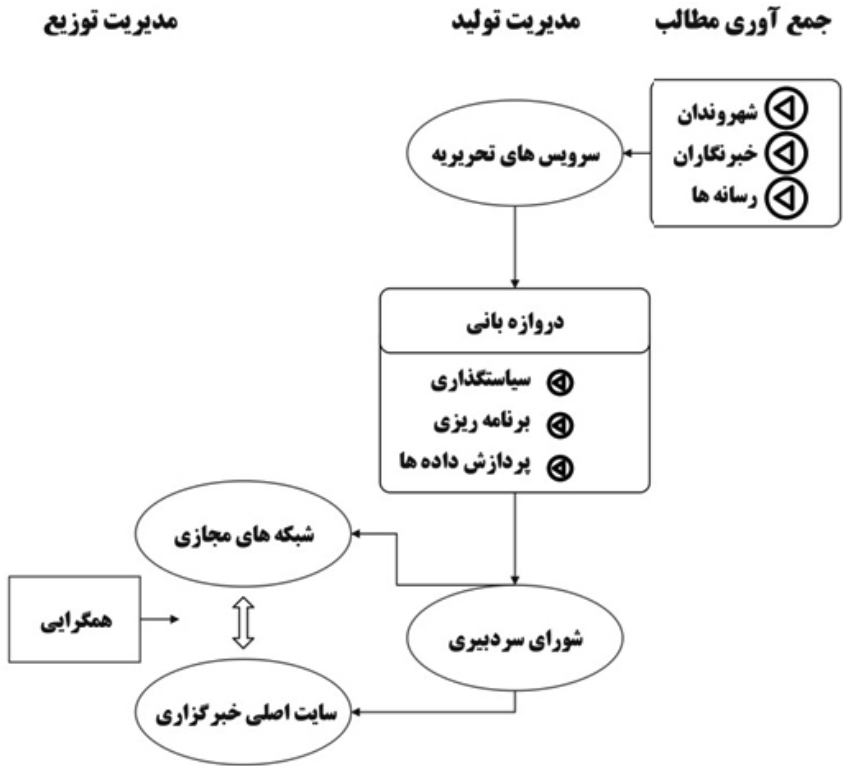 جمع آوری مطالب
مدیریت تولید
مدیریت توزیع
شهروندان
خبرنگاران
رسانه ها
سرویس های تحریریه
دروازه بانی
سیاستگذاری
برنامه ریزی
پردازش داده ها
شبکه های مجازی
همگرایی
شورای سردبیری
سایت اصلی خبرگزاری